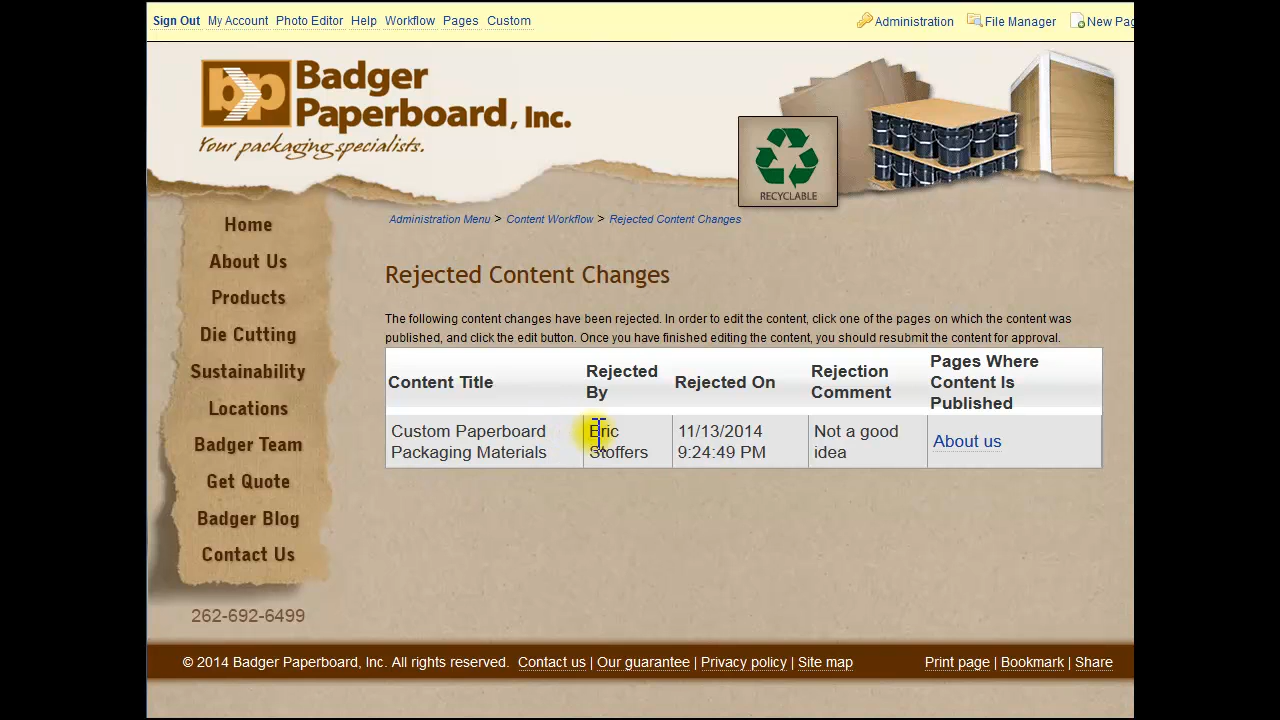 Sign Out My Account Photo Editor Help Workflow Pages Custom Administration File Manager New Pag
bp Badger
Paperboard, Inc.
Your packaging specialists.
RECYCLABLE
Administration Menu > Content Workflow > Rejected Content Changes
Home
About Us
Products
Die Cutting
Sustainability
Locations
Badger Team
Get Quote
Badger Blog
Contact Us
262-692-6499
Rejected Content Changes
The following content changes have been rejected. In order to edit the content, click one of the pages on which the content was
published, and click the edit button. Once you have finished editing the content, you should resubmit the content for approval.
Content Title
Rejected
By
Rejected On
Rejection
Comment
Pages Where
Content Is
Published
Custom Paperboard
Packaging Materials
Eric
Stoffers
11/13/2014
9:24:49 PM
Not a good
idea
About us
© 2014 Badger Paperboard, Inc. All rights reserved. Contact us | Our guarantee | Privacy policy | Site map
Print page | Bookmark | Share